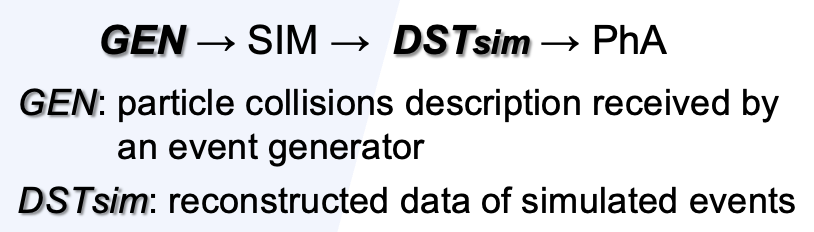 GEN → SIM → DSTsim → PhA
GEN: particle collisions description received by
an event generator
DSTsim: reconstructed data of simulated events